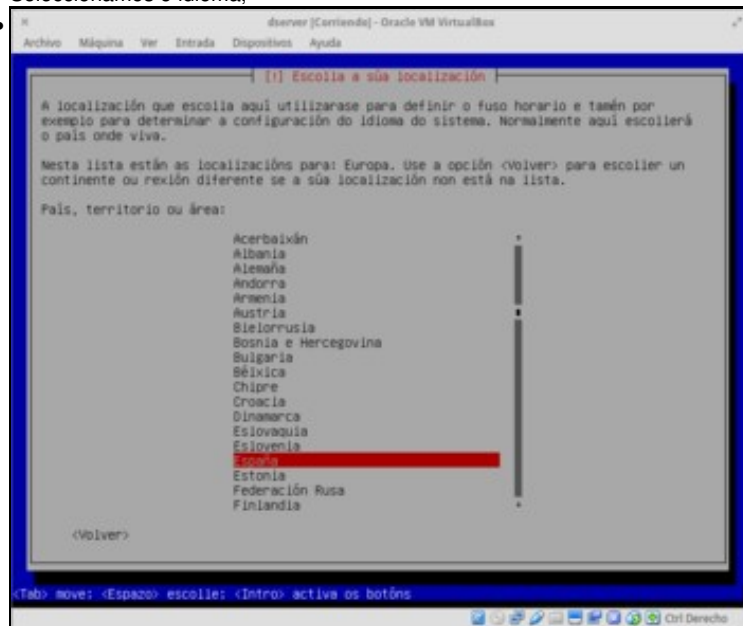 Seleccionamos o idioma,
dserver [Corriendo] - Oracle VM VirtualBox
Archivo Máquina Ver Entrada Dispositivos Ayuda
[!] Escolla a súa localización
A localización que escolla aquí utilizarase para definir o fuso horario e tamén por
exemplo para determinar a configuración do idioma do sistema. Normalmente aquí escollerá
o país onde viva.
Nesta lista están as localizacións para: Europa. Use a opción <Volver> para escoller un
continente ou rexión diferente se a súa localización non está na lista.
País, territorio ou área:
Acerbaixán
Albania
Alemaña
Andorra
Armenia
Austria
Bielorrusia
Bosnia e Hercegovina
Bulgaria
Bélxica
Chipre
Croacia
Dinamarca
Eslovaquia
Eslovenia
España
Estonia
Federación Rusa
Finlandia
<Volver>
<Tab> move; <Espazo> escolle; <Intro> activa os botóns
Ctrl Derecho